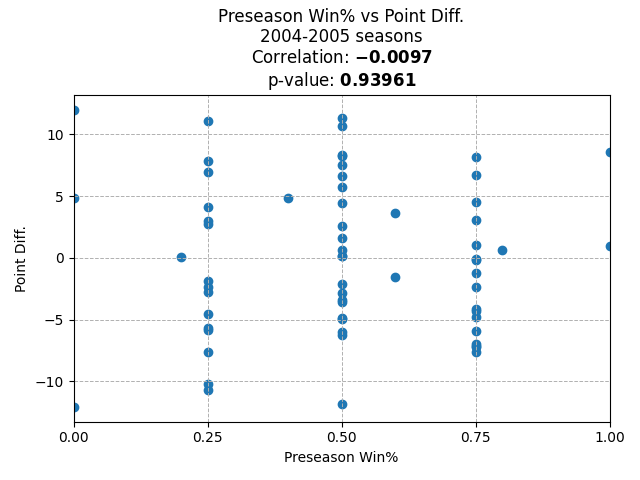 Preseason Win% vs Point Diff.
2004-2005 seasons
Correlation: −0.0097
p-value: 0.93961
10
5
0
−5
−10
Point Diff.
0.00 0.25 0.50 0.75 1.00
Preseason Win%